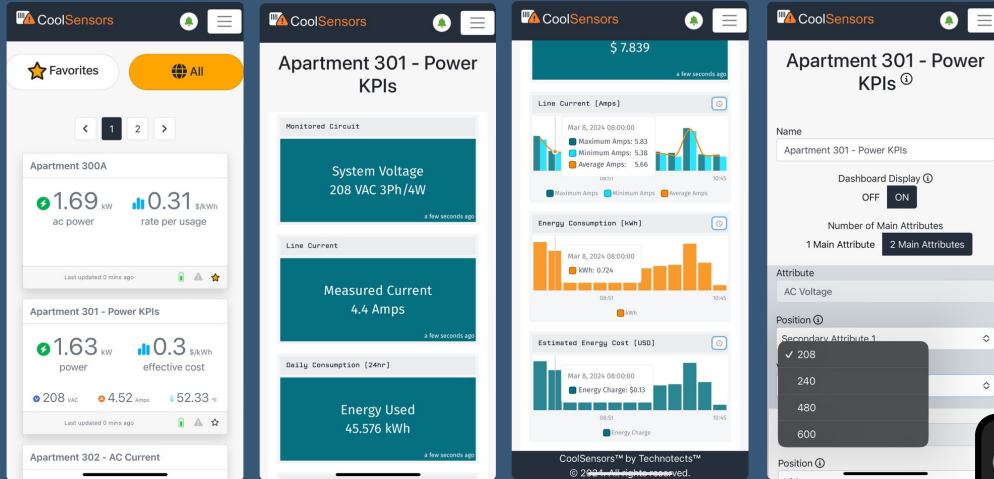 CoolSensors
Favorites
All
1
2
Apartment 300A
1.69 kW
ac power
0.31 $/kWh
rate per usage
Last updated 0 mins ago
Apartment 301 - Power KPIs
1.63 kW
power
0.3 $/kWh
effective cost
208 VAC
4.52 Amps
52.33 °F
Last updated 0 mins ago
Apartment 302 - AC Current
CoolSensors
Apartment 301 - Power
KPIs
Monitored Circuit
System Voltage
208 VAC 3Ph/4W
a few seconds ago
Line Current
Measured Current
4.4 Amps
a few seconds ago
Daily Consumption [24hr]
Energy Used
45.576 kWh
a few seconds ago
CoolSensors
$ 7.839
a few seconds ago
Line Current [Amps]
Mar 8, 2024 08:00:00
Maximum Amps: 5.83
Minimum Amps: 5.38
Average Amps: 5.66
08:51
10:45
Maximum Amps
Minimum Amps
Average Amps
Energy Consumption [kWh]
Mar 8, 2024 08:00:00
kWh: 0.724
08:51
10:45
kWh
Estimated Energy Cost [USD]
Mar 8, 2024 08:00:00
Energy Charge: $0.13
08:51
10:45
Energy Charge
CoolSensors™ by Technotects™
© 2024. All rights reserved.
CoolSensors
Apartment 301 - Power
KPIs
Name
Apartment 301 - Power KPIs
Dashboard Display
OFF
ON
Number of Main Attributes
1 Main Attribute
2 Main Attributes
Attribute
AC Voltage
Position
Secondary Attribute 1
✓ 208
240
480
600
Position